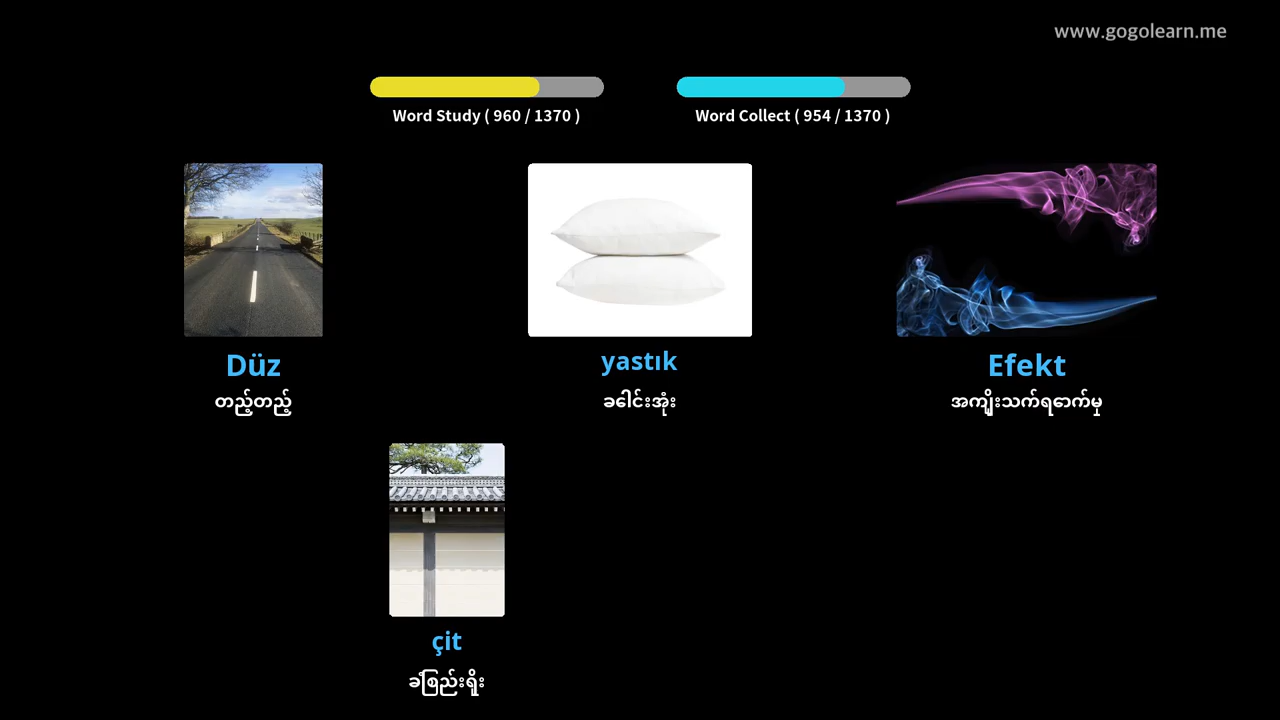 www.gogolearn.me
Word Study ( 960 / 1370 )
Word Collect ( 954 / 1370 )
Düz
တည့်တည့်
yastık
ခေါင်းအုံး
Efekt
အကျိုးသက်ရောက်မှု
çit
ခြံစည်းရိုး